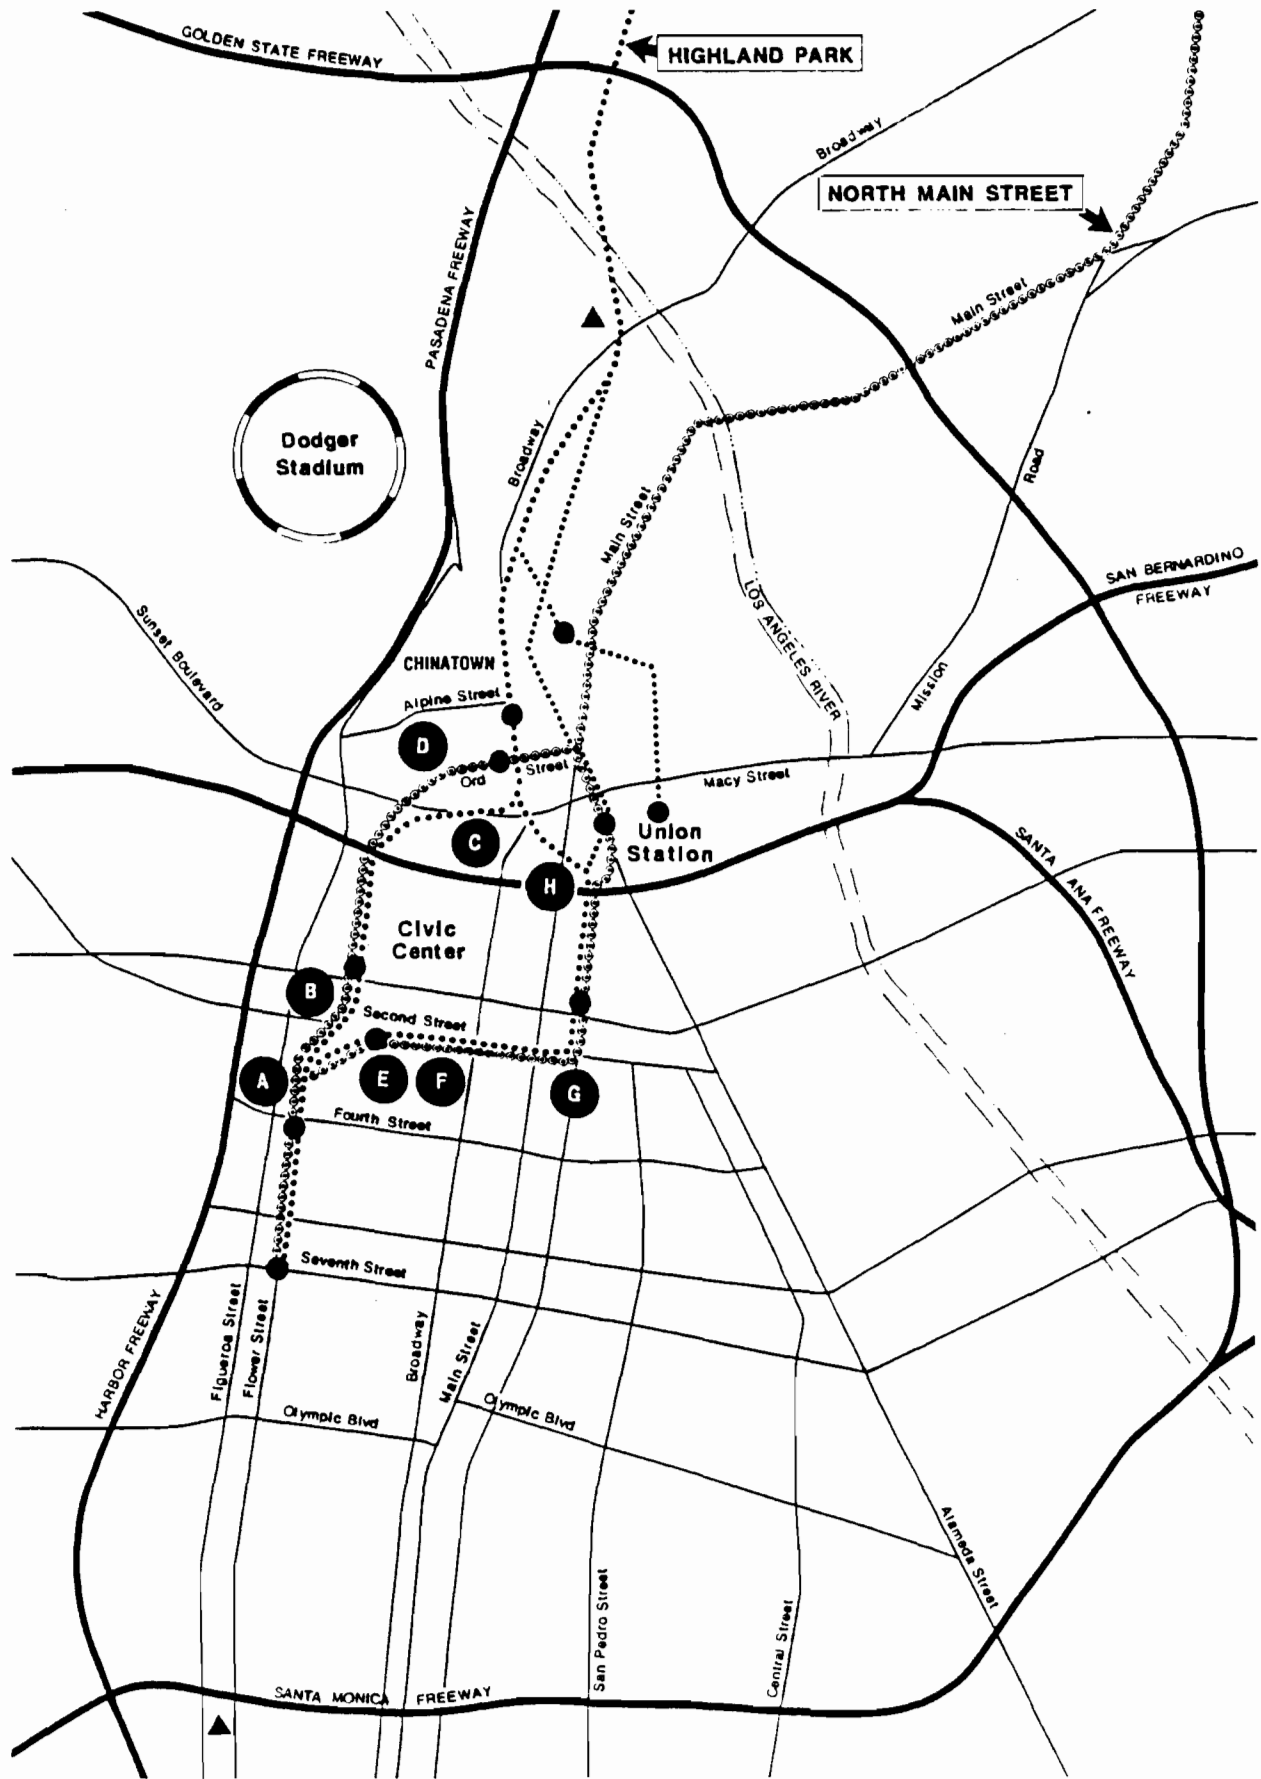 GOLDEN STATE FREEWAY
HIGHLAND PARK
Broadway
NORTH MAIN STREET
PASADENA FREEWAY
Main Street
Dodger
Stadium
Broadway
Main Street
Road
SAN BERNARDINO
FREEWAY
LOS ANGELES RIVER
Sunset Boulevard
CHINATOWN
Alpine Street
Mission
D
Ord
Street
Macy Street
C
Union
Station
H
SANTA ANA FREEWAY
Civic
Center
B
Second Street
A
E
F
G
Fourth Street
Seventh Street
HARBOR FREEWAY
Figueroa Street
Flower Street
Broadway
Main Street
Olympic Blvd
Olympic Blvd
Alameda Street
San Pedro Street
Central Street
SANTA MONICA FREEWAY